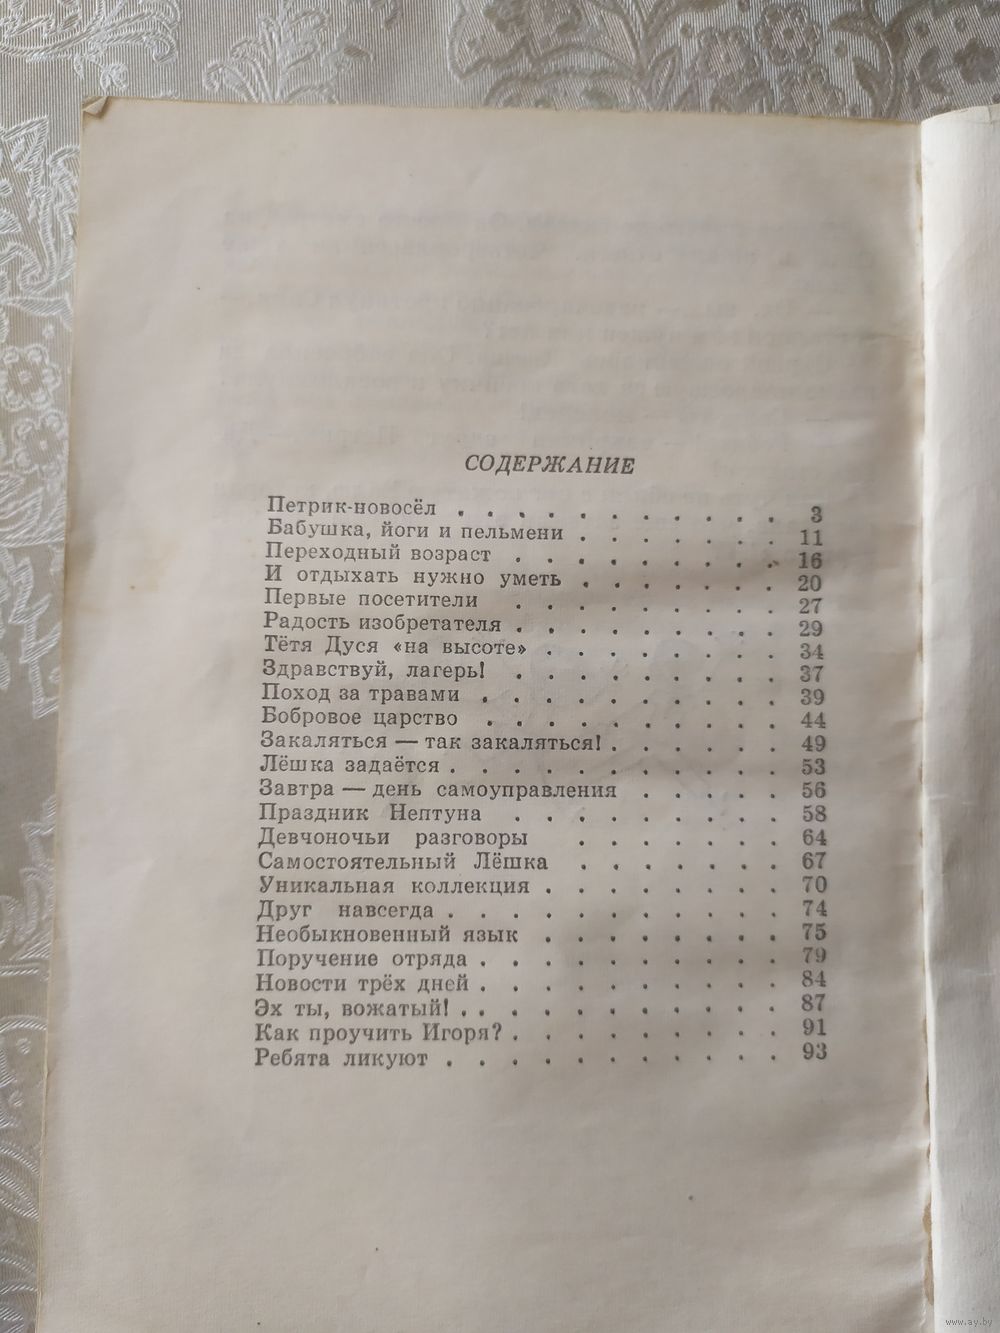 СОДЕРЖАНИЕ
Петрик-новосёл . . . . . . . . . . . 3
Бабушка, йоги и пельмени . . . . . . . 11
Переходный возраст . . . . . . . . . 16
И отдыхать нужно уметь . . . . . . . 20
Первые посетители . . . . . . . . . 27
Радость изобретателя . . . . . . . . . 29
Тётя Дуся «на высоте» . . . . . . . . 34
Здравствуй, лагерь! . . . . . . . . . 37
Поход за травами . . . . . . . . . . 39
Бобровое царство . . . . . . . . . . 44
Закаляться — так закаляться! . . . . . . 49
Лёшка задаётся . . . . . . . . . . . 53
Завтра — день самоуправления . . . . . 56
Праздник Нептуна . . . . . . . . . 58
Девчоночьи разговоры . . . . . . . 64
Самостоятельный Лёшка . . . . . . . 67
Уникальная коллекция . . . . . . . . 70
Друг навсегда . . . . . . . . . . . 74
Необыкновенный язык . . . . . . . . 75
Поручение отряда . . . . . . . . . . 79
Новости трёх дней . . . . . . . . . . 84
Эх ты, вожатый! . . . . . . . . . . . 87
Как проучить Игоря? . . . . . . . . . 91
Ребята ликуют . . . . . . . . . . . 93
www.ay.by